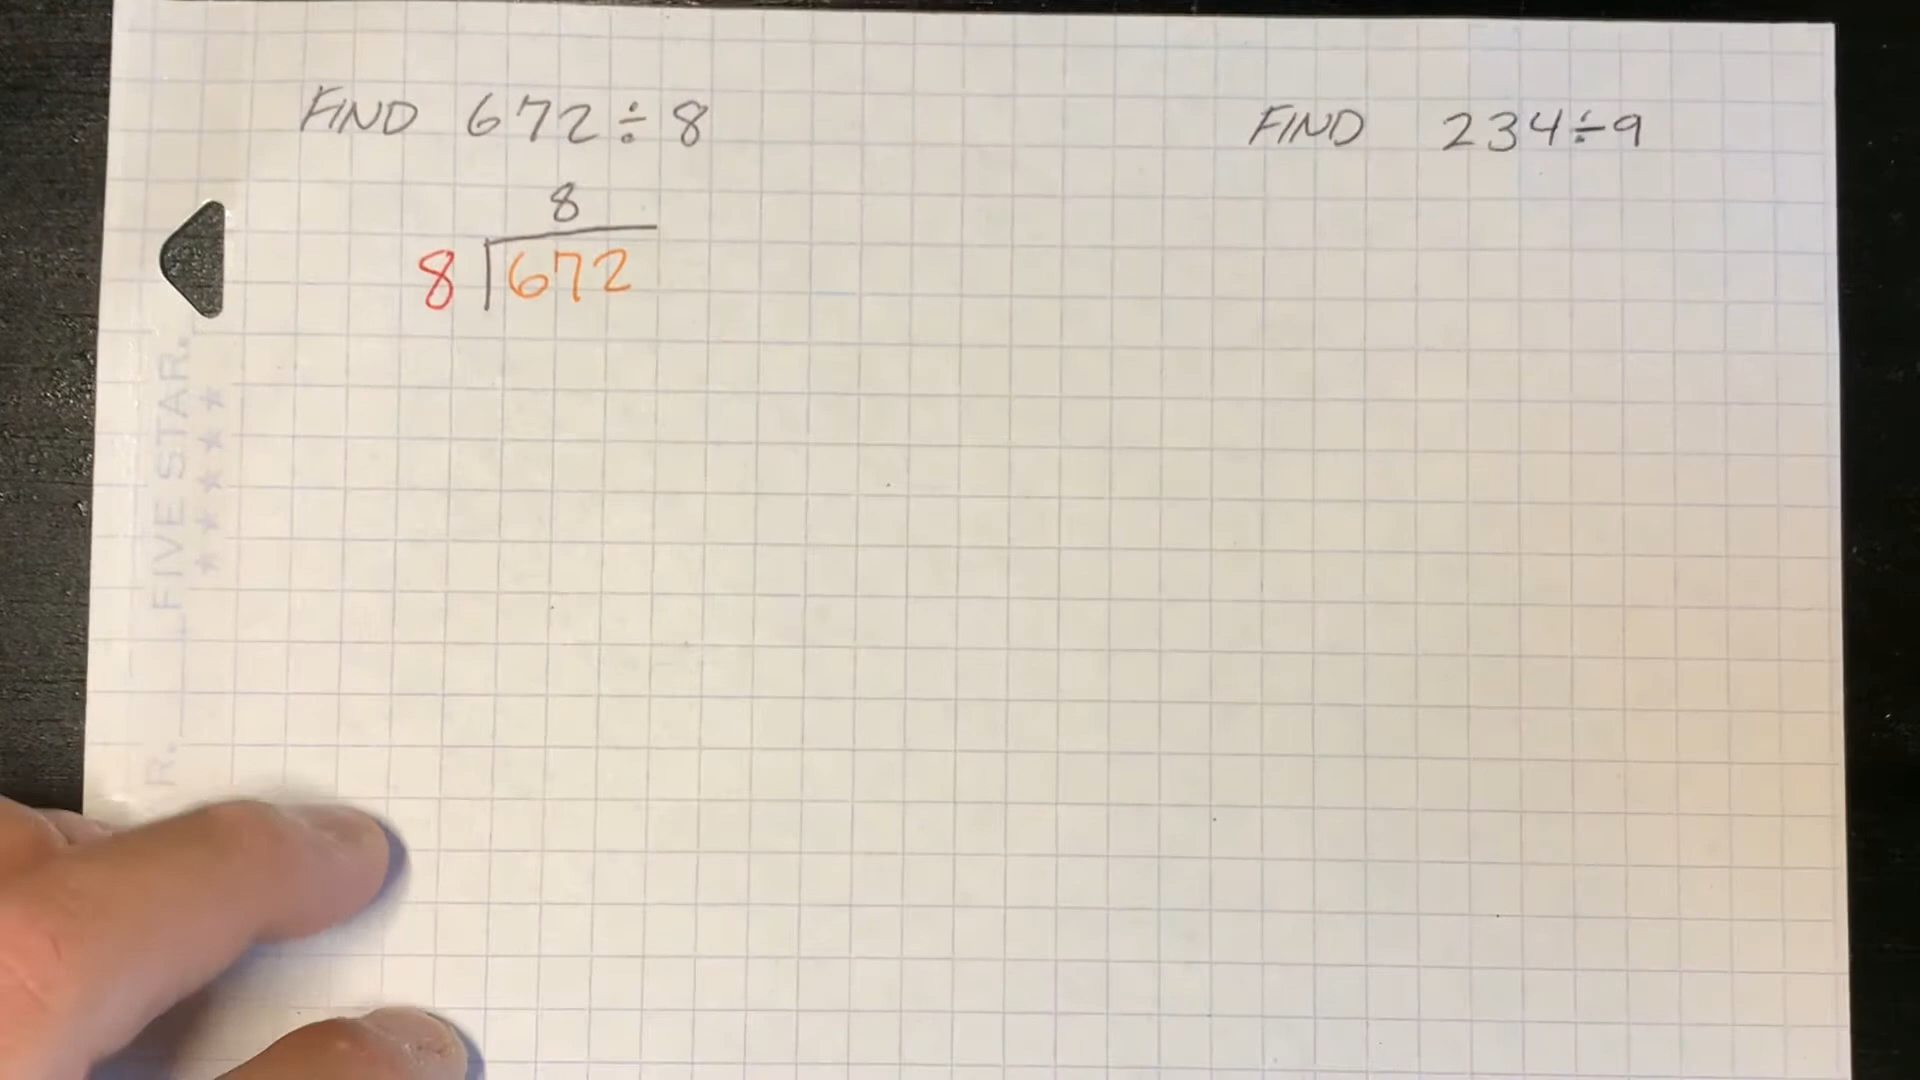 FIND 672÷8
8
8 672
FIND 234÷9
R. FIVE STAR.
★★★★★